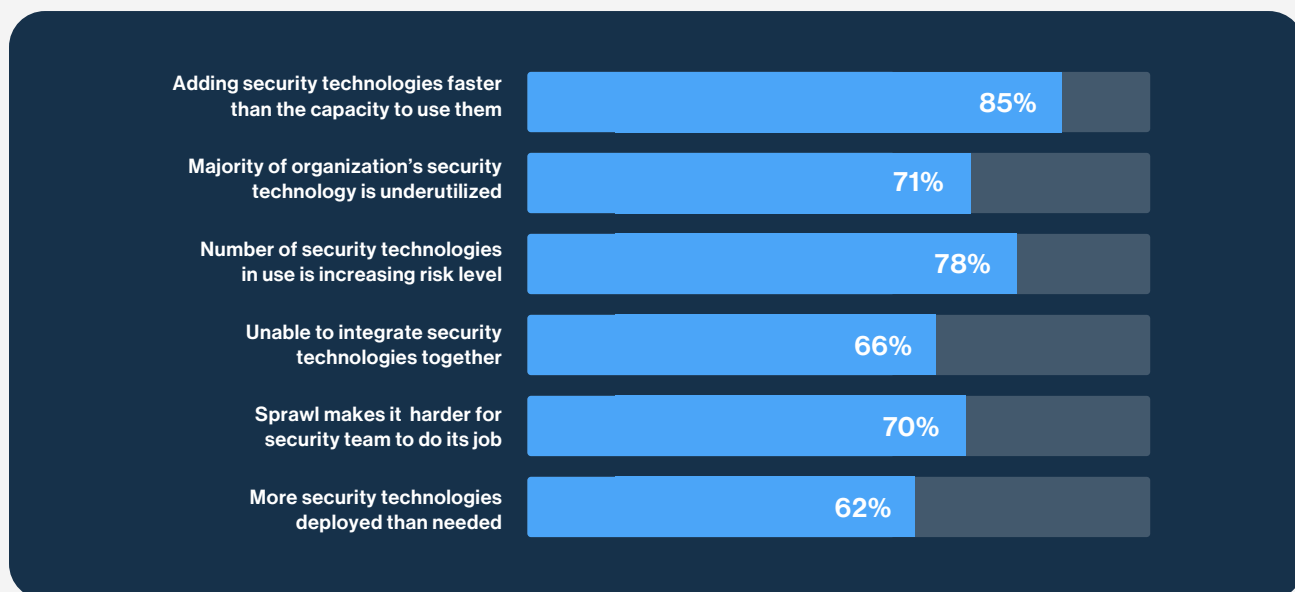 Adding security technologies faster
than the capacity to use them
85%
Majority of organization’s security
technology is underutilized
71%
Number of security technologies
in use is increasing risk level
78%
Unable to integrate security
technologies together
66%
Sprawl makes it  harder for
security team to do its job
70%
More security technologies
deployed than needed
62%